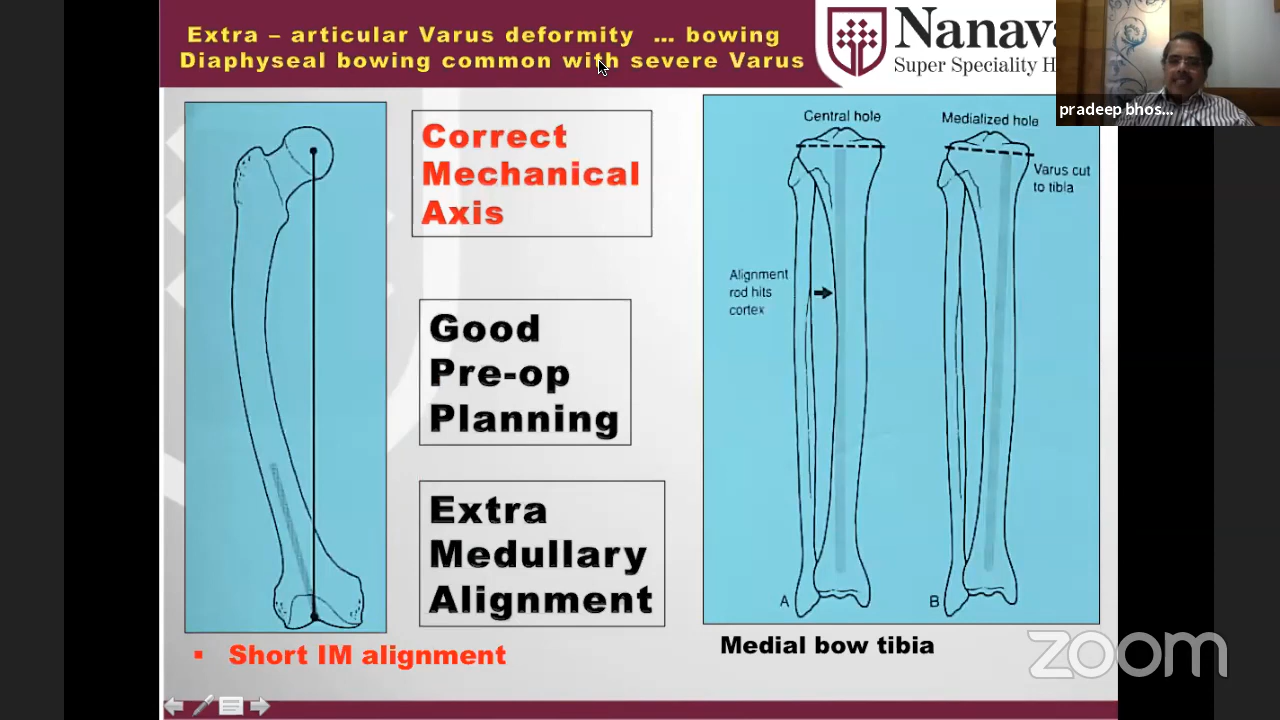 Extra – articular Varus deformity ... bowing
Diaphyseal bowing common with severe Varus
Nanava
Super Speciality H
pradeep bhos...
Correct
Mechanical
Axis
Good
Pre-op
Planning
Extra
Medullary
Alignment
▪ Short IM alignment
Central hole
Medialized hole
Varus cut
to tibia
Alignment
rod hits
cortex
A
B
Medial bow tibia
zoom